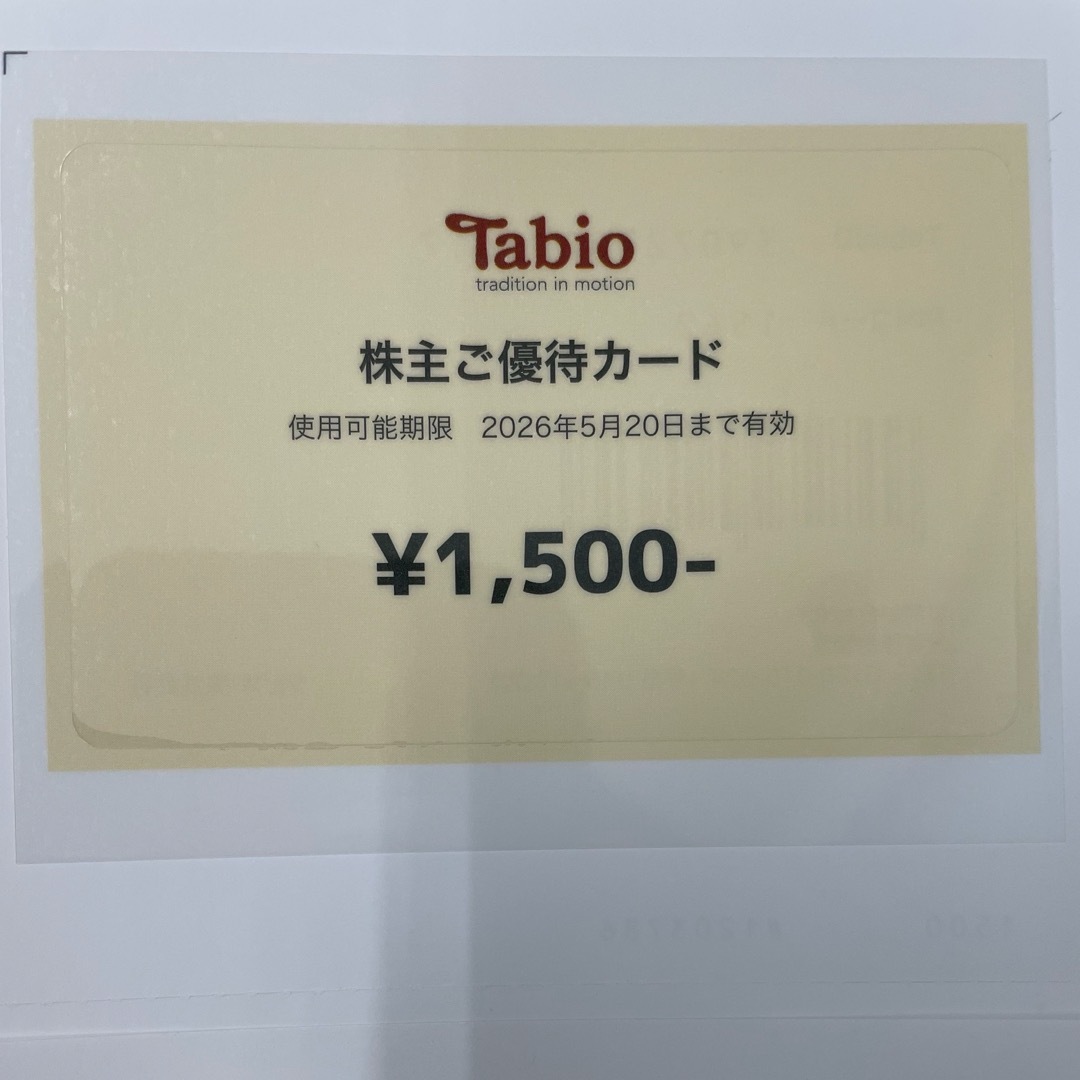 Tabio
tradition in motion
株主ご優待カード
使用可能期限　2026年5月20日まで有効
¥1,500-